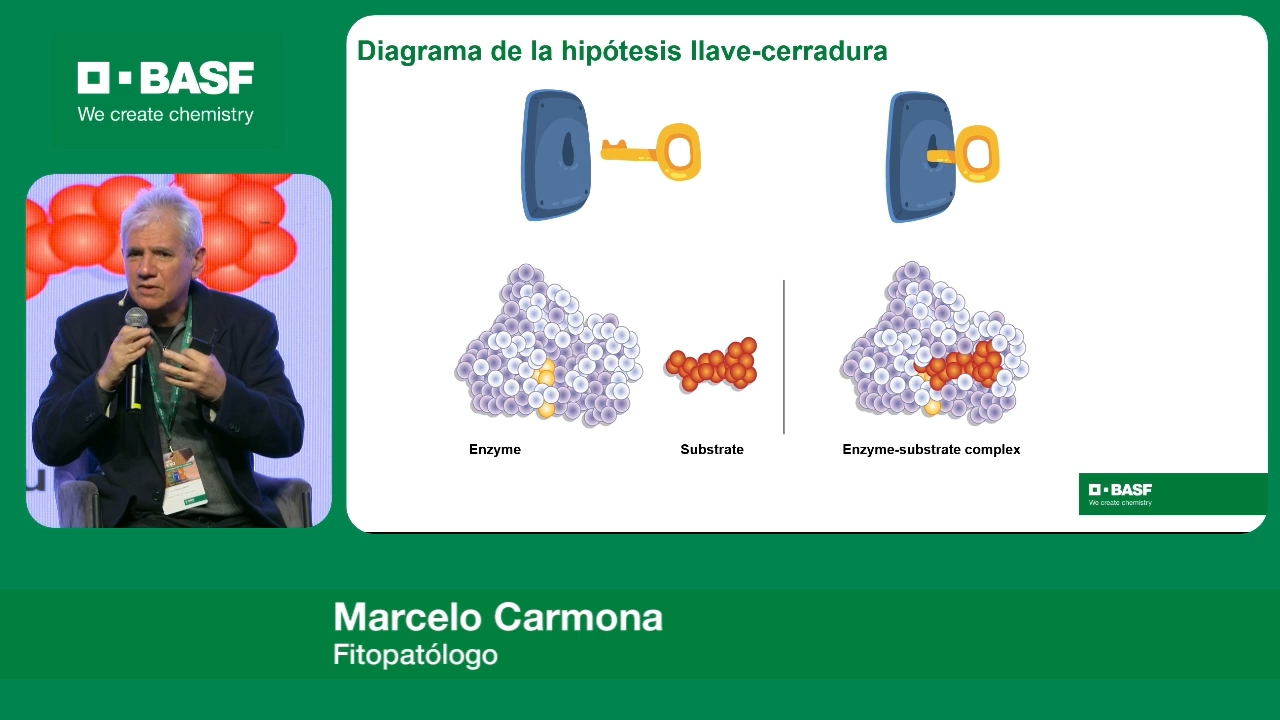 BASF
We create chemistry
Diagrama de la hipótesis llave-cerradura
Enzyme
Substrate
Enzyme-substrate complex
BASF
We create chemistry
Marcelo Carmona
Fitopatólogo